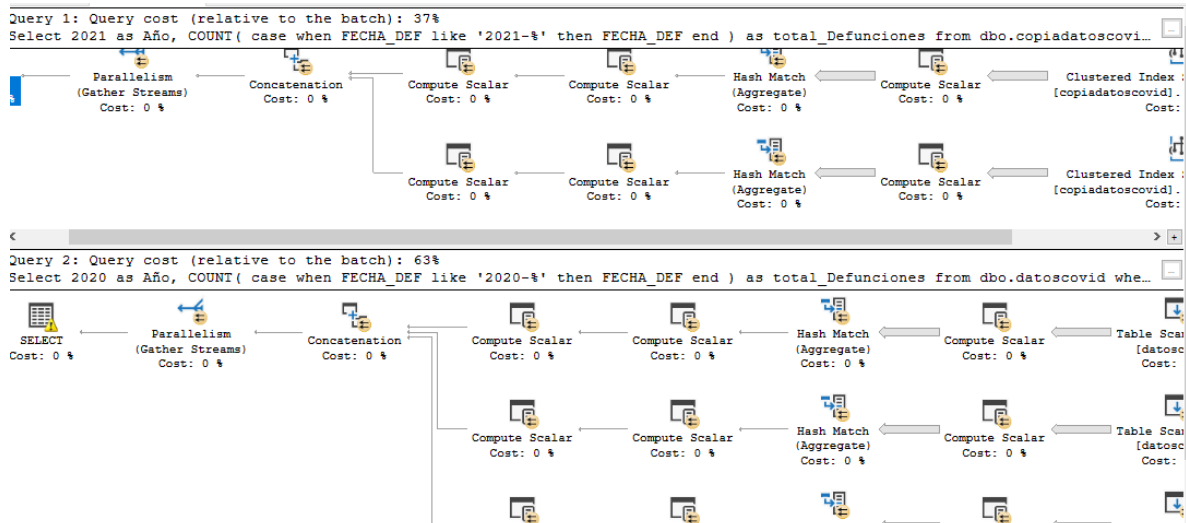 Query 1: Query cost (relative to the batch): 37%
Select 2021 as Año, COUNT( case when FECHA_DEF like '2021-%' then FECHA_DEF end ) as total_Defunciones from dbo.copiadatoscovi…
Parallelism
(Gather Streams)
Cost: 0 %
Concatenation
Cost: 0 %
Compute Scalar
Cost: 0 %
Compute Scalar
Cost: 0 %
Hash Match
(Aggregate)
Cost: 0 %
Compute Scalar
Cost: 0 %
Clustered Index
[copiadatoscovid].
Cost:
Compute Scalar
Cost: 0 %
Compute Scalar
Cost: 0 %
Hash Match
(Aggregate)
Cost: 0 %
Compute Scalar
Cost: 0 %
Clustered Index
[copiadatoscovid].
Cost:
Query 2: Query cost (relative to the batch): 63%
Select 2020 as Año, COUNT( case when FECHA_DEF like '2020-%' then FECHA_DEF end ) as total_Defunciones from dbo.datoscovid whe…
SELECT
Cost: 0 %
Parallelism
(Gather Streams)
Cost: 0 %
Concatenation
Cost: 0 %
Compute Scalar
Cost: 0 %
Compute Scalar
Cost: 0 %
Hash Match
(Aggregate)
Cost: 0 %
Compute Scalar
Cost: 0 %
Table Scan
[datosc
Cost:
Compute Scalar
Cost: 0 %
Compute Scalar
Cost: 0 %
Hash Match
(Aggregate)
Cost: 0 %
Compute Scalar
Cost: 0 %
Table Scan
[datosc
Cost: